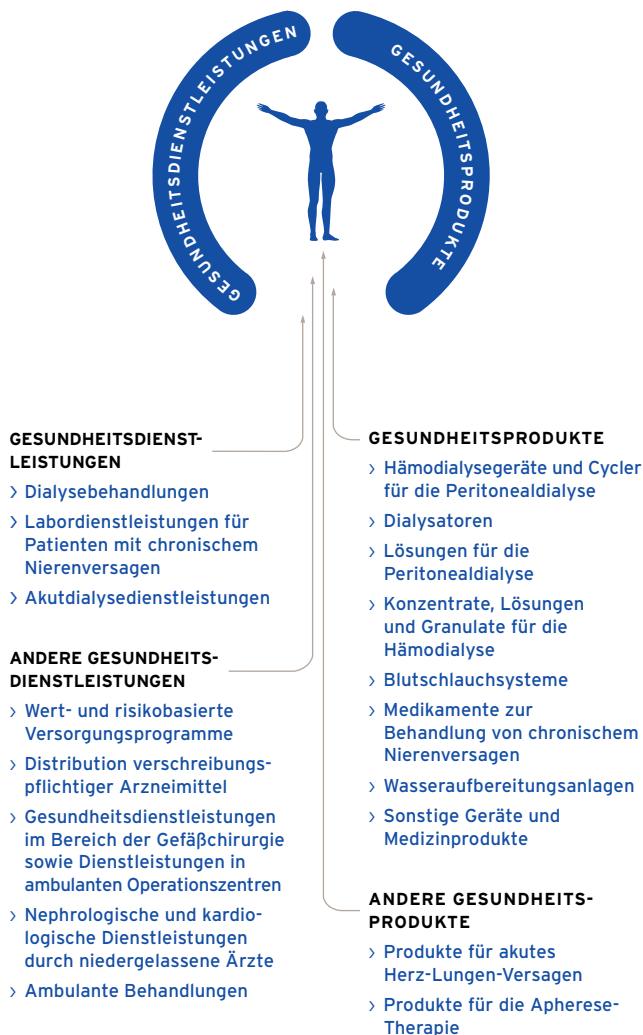 GESUNDHEITSDIENSTLEISTUNGEN
GESUNDHEITSPRODUKTE
GESUNDHEITSDIENST-
LEISTUNGEN
› Dialysebehandlungen
› Labordienstleistungen für
Patienten mit chronischem
Nierenversagen
› Akutdialysedienstleistungen
ANDERE GESUNDHEITS-
DIENSTLEISTUNGEN
› Wert- und risikobasierte
Versorgungsprogramme
› Distribution verschreibungs-
pflichtiger Arzneimittel
› Gesundheitsdienstleistungen
im Bereich der Gefäßchirurgie
sowie Dienstleistungen in
ambulanten Operationszentren
› Nephrologische und kardio-
logische Dienstleistungen
durch niedergelassene Ärzte
› Ambulante Behandlungen
GESUNDHEITSPRODUKTE
› Hämodialysegeräte und Cycler
für die Peritonealdialyse
› Dialysatoren
› Lösungen für die
Peritonealdialyse
› Konzentrate, Lösungen
und Granulate für die
Hämodialyse
› Blutschlauchsysteme
› Medikamente zur
Behandlung von chronischem
Nierenversagen
› Wasseraufbereitungsanlagen
› Sonstige Geräte und
Medizinprodukte
ANDERE GESUNDHEITS-
PRODUKTE
› Produkte für akutes
Herz-Lungen-Versagen
› Produkte für die Apherese-
Therapie